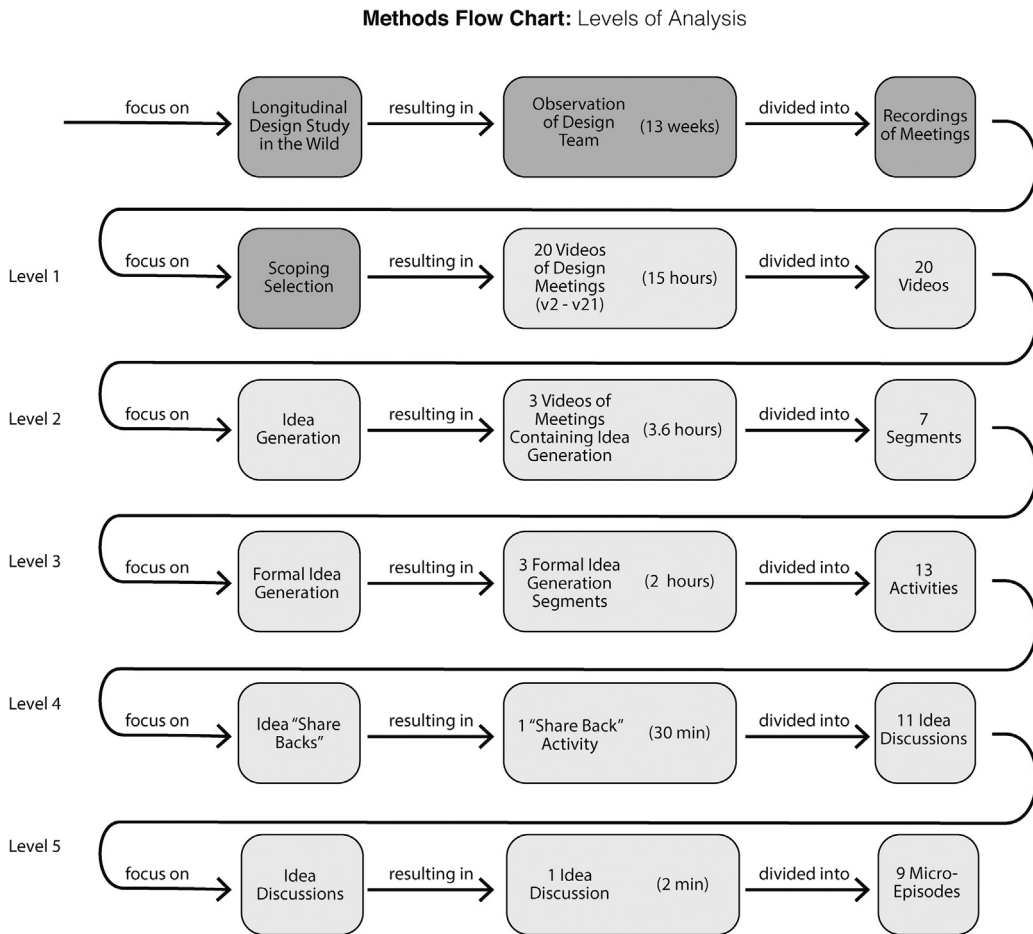 Methods Flow Chart: Levels of Analysis
focus on
Longitudinal
Design Study
in the Wild
resulting in
Observation
of Design
Team
(13 weeks)
divided into
Recordings
of Meetings
Level 1
focus on
Scoping
Selection
resulting in
20 Videos
of Design
Meetings
(v2 - v21)
(15 hours)
divided into
20
Videos
Level 2
focus on
Idea
Generation
resulting in
3 Videos of
Meetings
Containing Idea
Generation
(3.6 hours)
divided into
7
Segments
Level 3
focus on
Formal Idea
Generation
resulting in
3 Formal Idea
Generation
Segments
(2 hours)
divided into
13
Activities
Level 4
focus on
Idea “Share
Backs”
resulting in
1 “Share Back”
Activity
(30 min)
divided into
11 Idea
Discussions
Level 5
focus on
Idea
Discussions
resulting in
1 Idea
Discussion
(2 min)
divided into
9 Micro-
Episodes